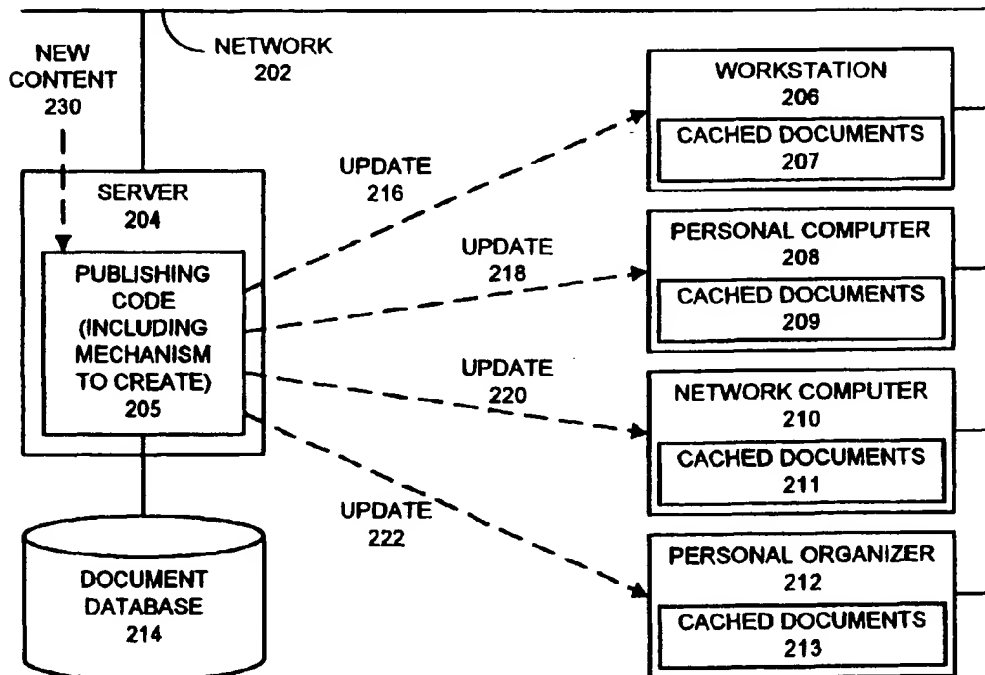 NETWORK
202
NEW
CONTENT
230
SERVER
204
PUBLISHING
CODE
(INCLUDING
MECHANISM
TO CREATE)
205
DOCUMENT
DATABASE
214
UPDATE
216
UPDATE
218
UPDATE
220
UPDATE
222
WORKSTATION
206
CACHED DOCUMENTS
207
PERSONAL COMPUTER
208
CACHED DOCUMENTS
209
NETWORK COMPUTER
210
CACHED DOCUMENTS
211
PERSONAL ORGANIZER
212
CACHED DOCUMENTS
213